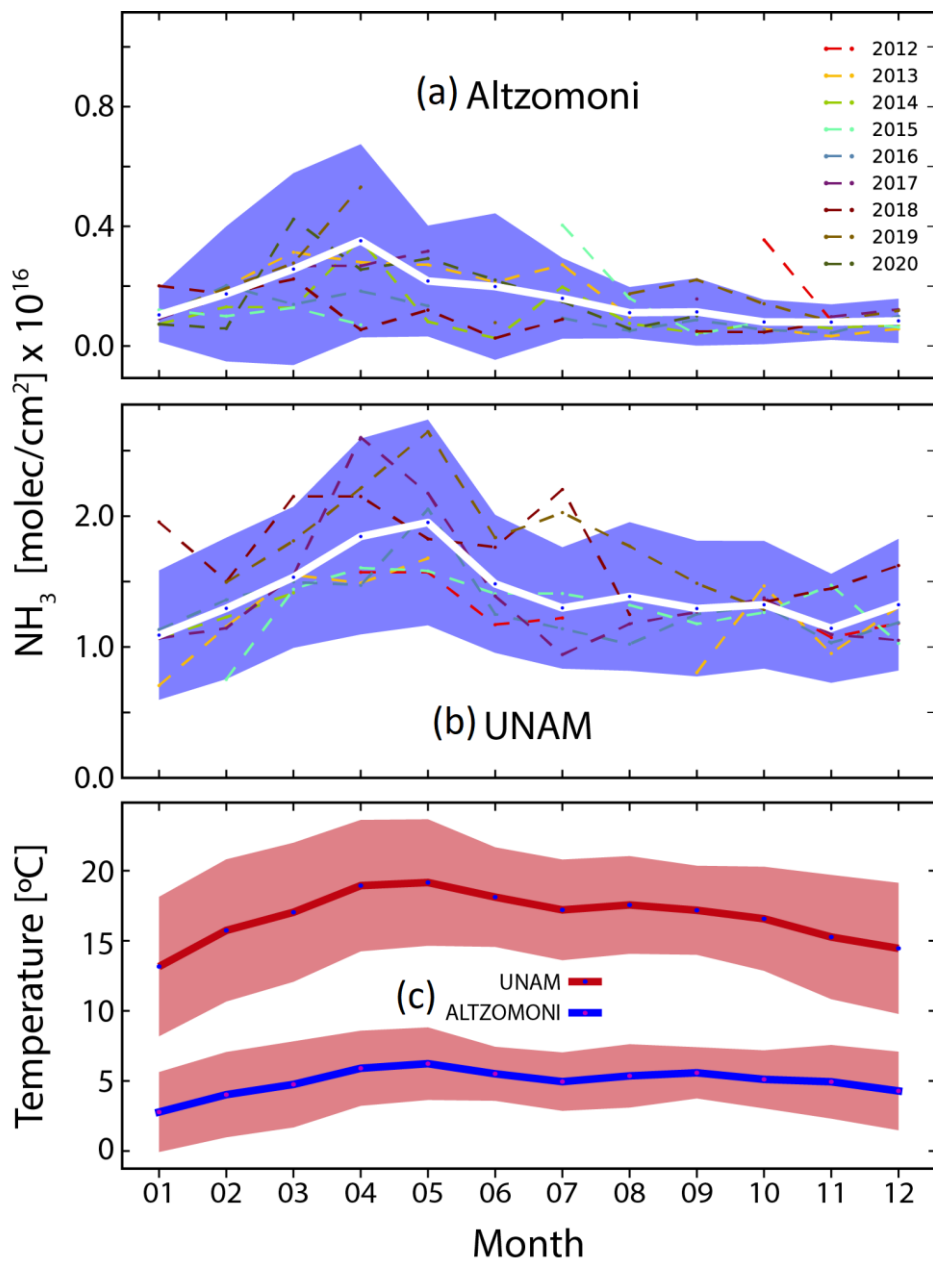 (a) Altzomoni
2012
2013
2014
2015
2016
2017
2018
2019
2020
0.8
0.4
0.0
NH₃ [molec/cm²] x 10¹⁶
(b) UNAM
2.0
1.0
0.0
Temperature [ºC]
20
15
10
5
0
(c)
UNAM
ALTZOMONI
01 02 03 04 05 06 07 08 09 10 11 12
Month